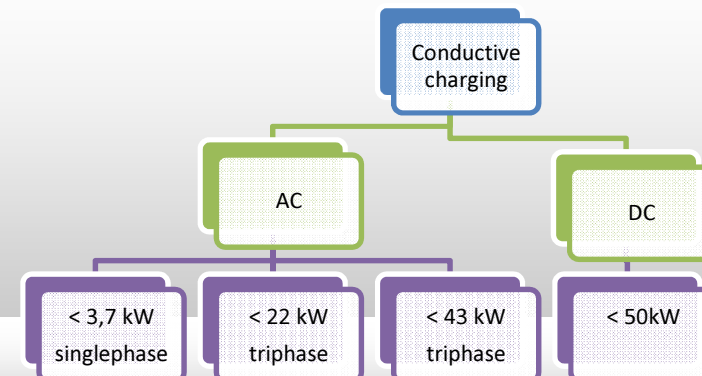 Conductive
charging
AC
DC
< 3,7 kW
singlephase
< 22 kW
triphase
< 43 kW
triphase
< 50kW